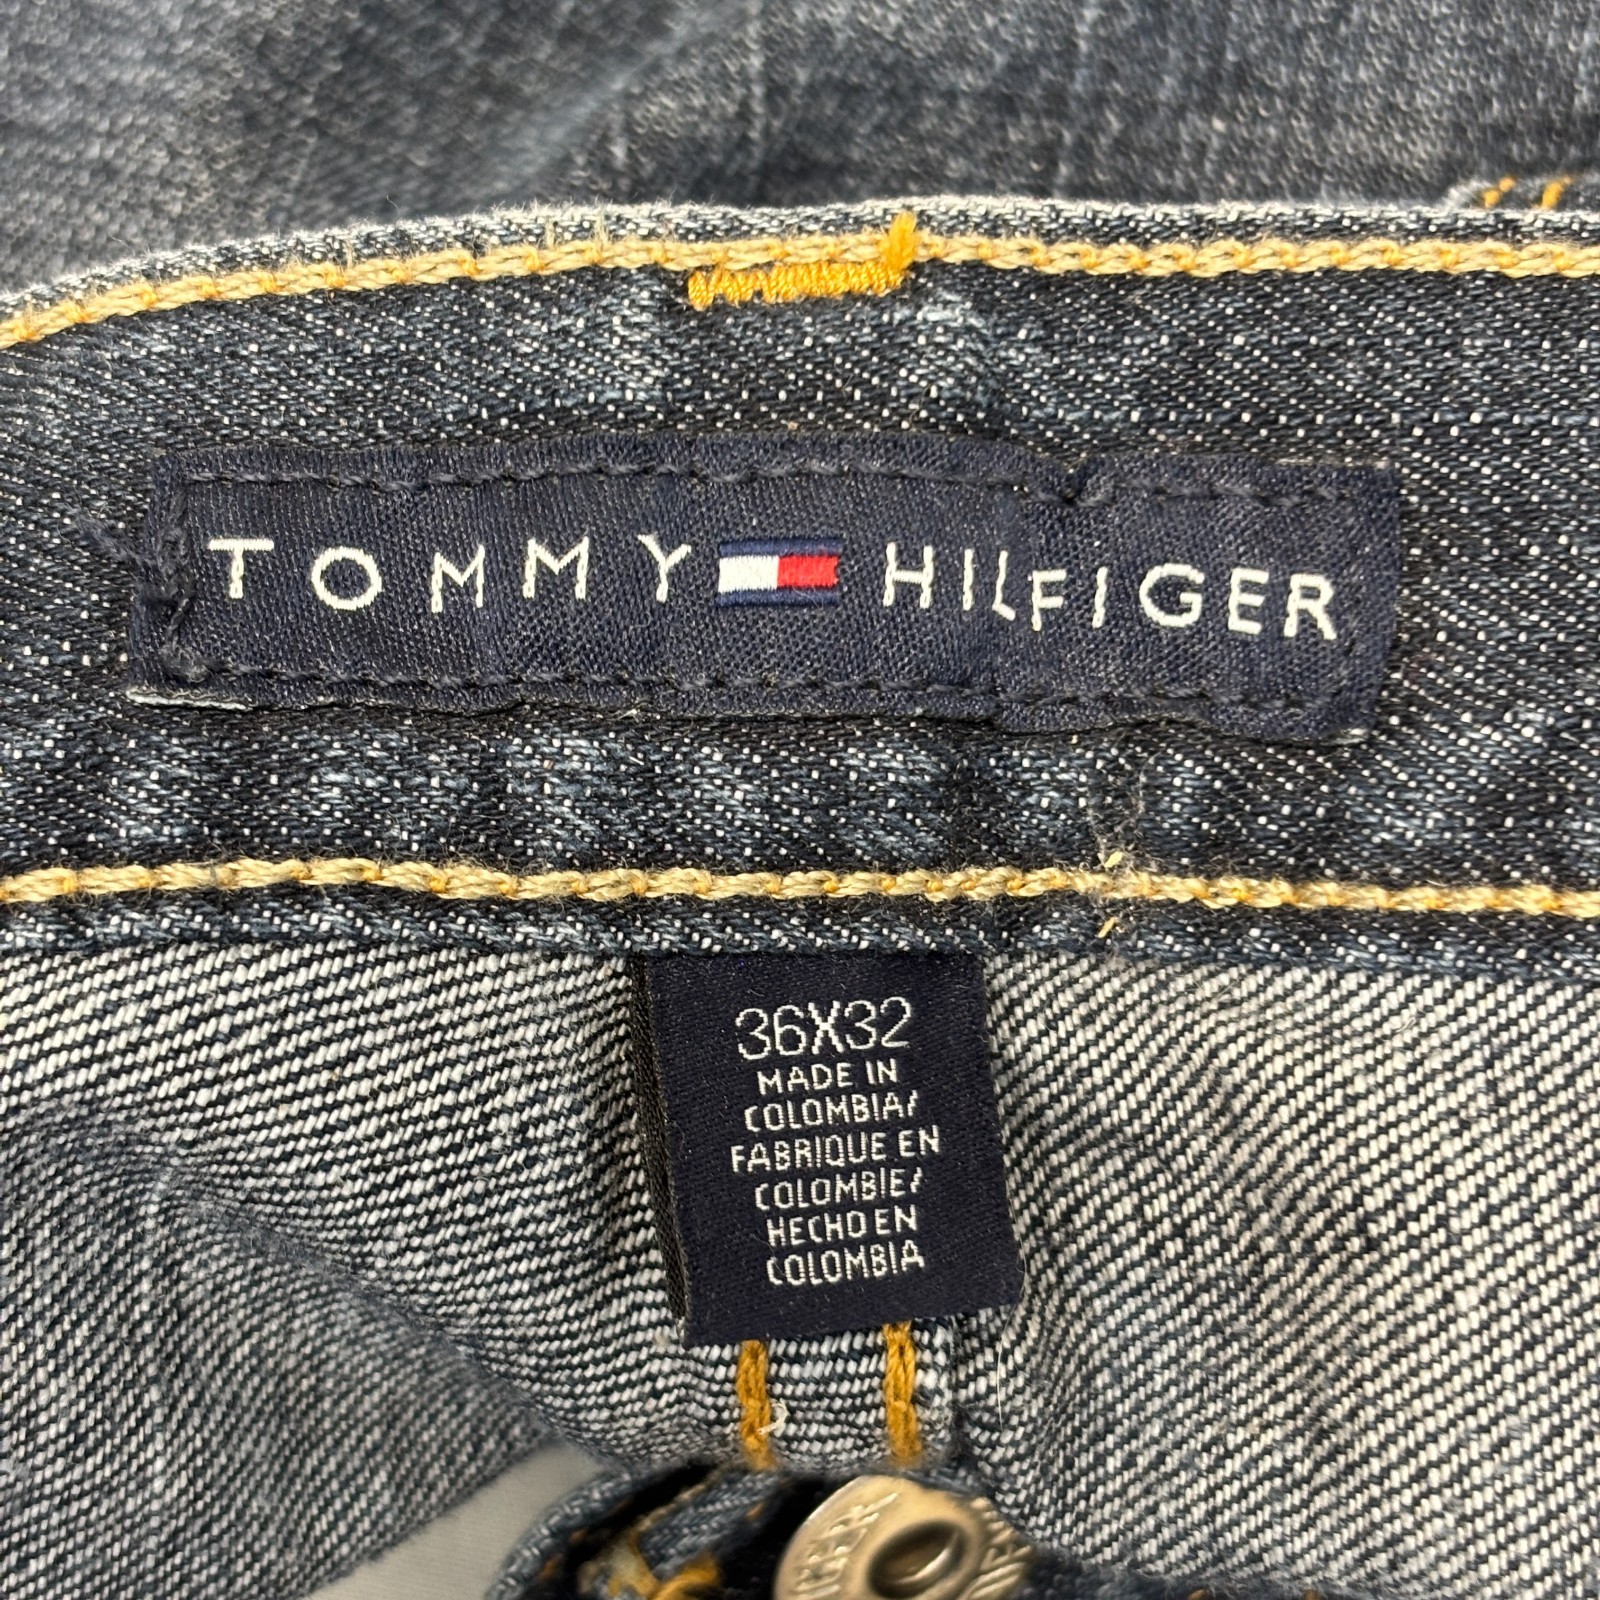 TOMMY HILFIGER
36X32
MADE IN
COLOMBIA/
FABRIQUE EN
COLOMBIE/
HECHO EN
COLOMBIA